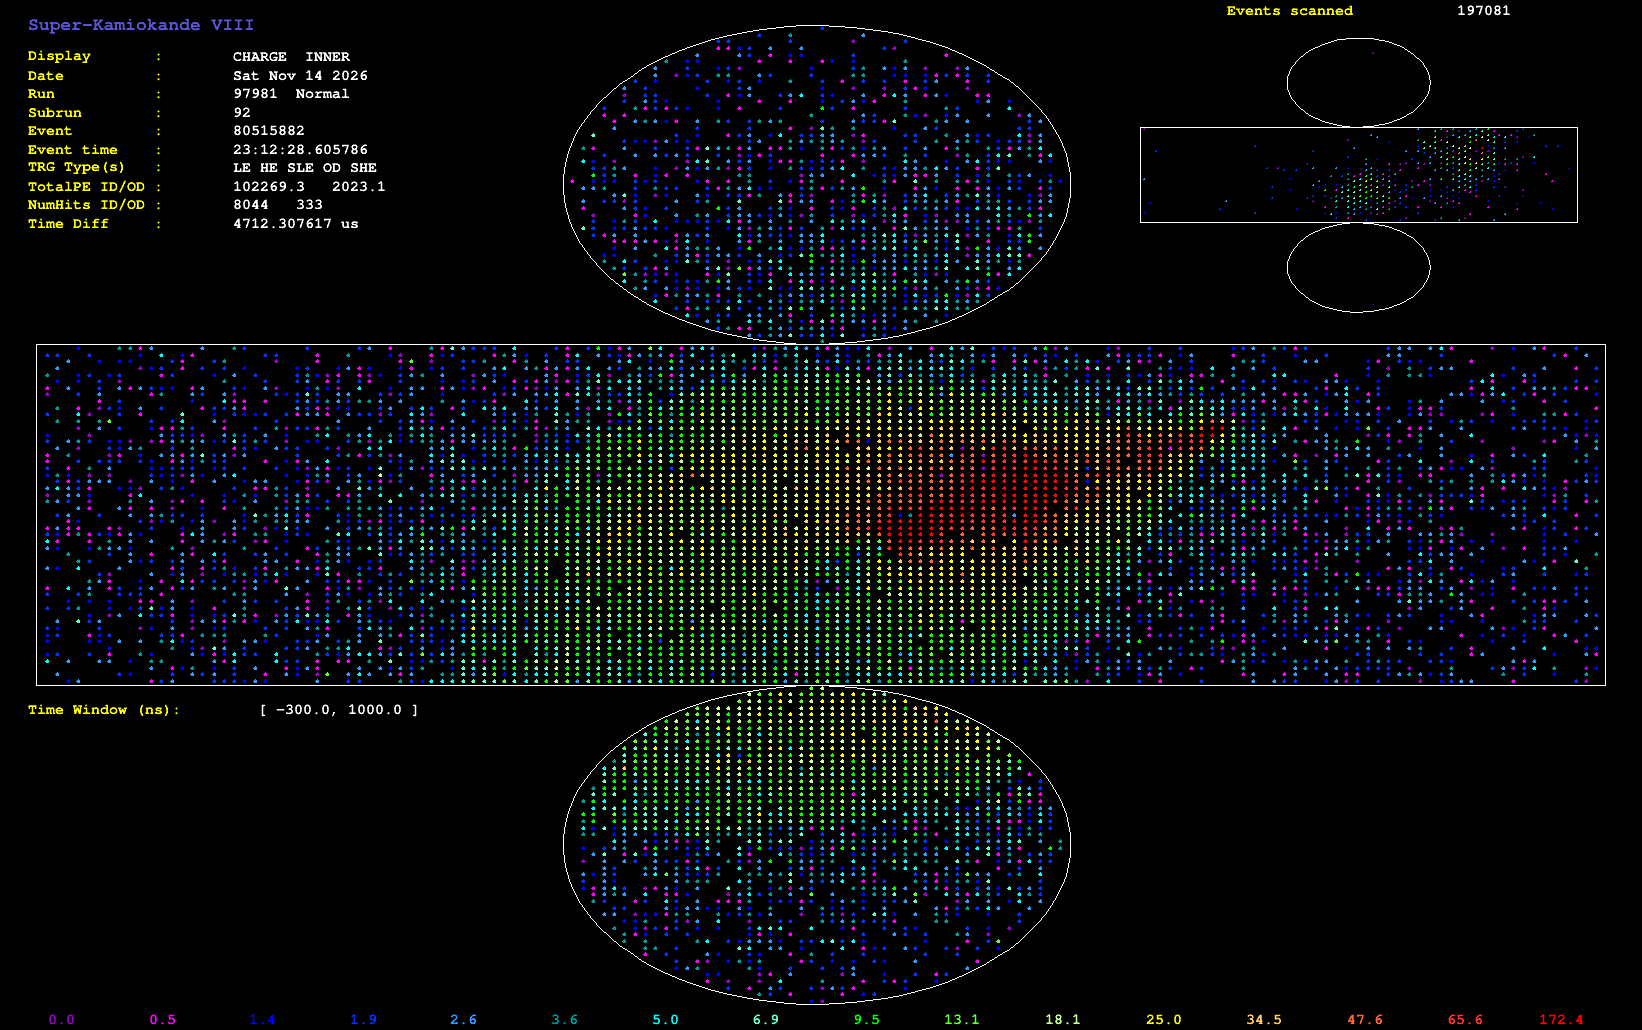 Super-Kamiokande VIII
Events scanned 197081
Display : CHARGE INNER
Date : Sat Nov 14 2026
Run : 97981 Normal
Subrun : 92
Event : 80515882
Event time : 23:12:28.605786
TRG Type(s) : LE HE SLE OD SHE
TotalPE ID/OD : 102269.3 2023.1
NumHits ID/OD : 8044 333
Time Diff : 4712.307617 us
Time Window (ns): [ -300.0, 1000.0 ]
0.0 0.5 1.4 1.9 2.6 3.6 5.0 6.9 9.5 13.1 18.1 25.0 34.5 47.6 65.6 172.4